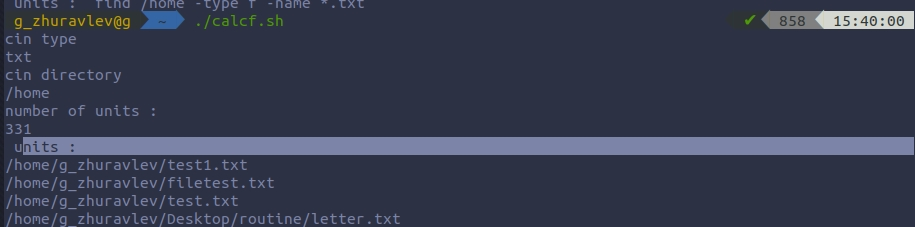 units :  find /home -type f -name *.txt
g_zhuravlev@g ~ ./calcf.sh ✔ 858 15:40:00
cin type
txt
cin directory
/home
number of units :
331
units :
/home/g_zhuravlev/test1.txt
/home/g_zhuravlev/filetest.txt
/home/g_zhuravlev/test.txt
/home/g_zhuravlev/Desktop/routine/letter.txt